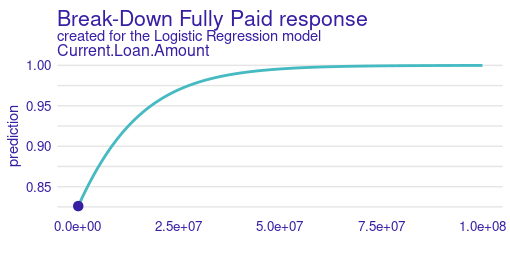 Break-Down Fully Paid response
created for the Logistic Regression model
Current.Loan.Amount
1.00
0.95
0.90
0.85
prediction
0.0e+00 2.5e+07 5.0e+07 7.5e+07 1.0e+08